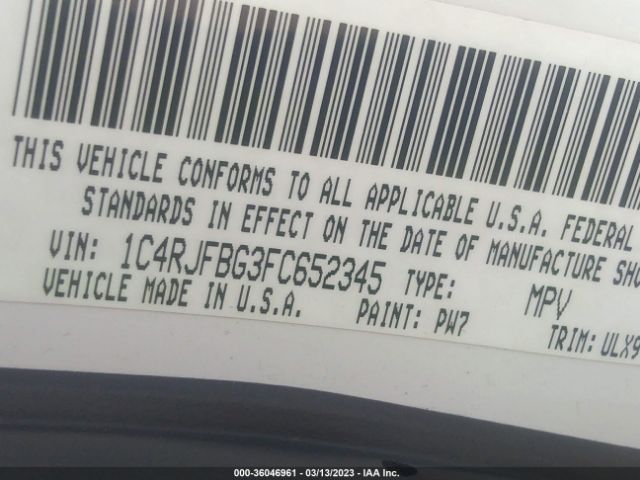 THIS VEHICLE CONFORMS TO ALL APPLICABLE U.S.A. FEDERAL
STANDARDS IN EFFECT ON THE DATE OF MANUFACTURE SHO
VIN: 1C4RJFBG3FC652345 TYPE: MPV
VEHICLE MADE IN U.S.A. PAINT: PW7 TRIM: ULX9
000-36046961 - 03/13/2023 - IAA Inc.